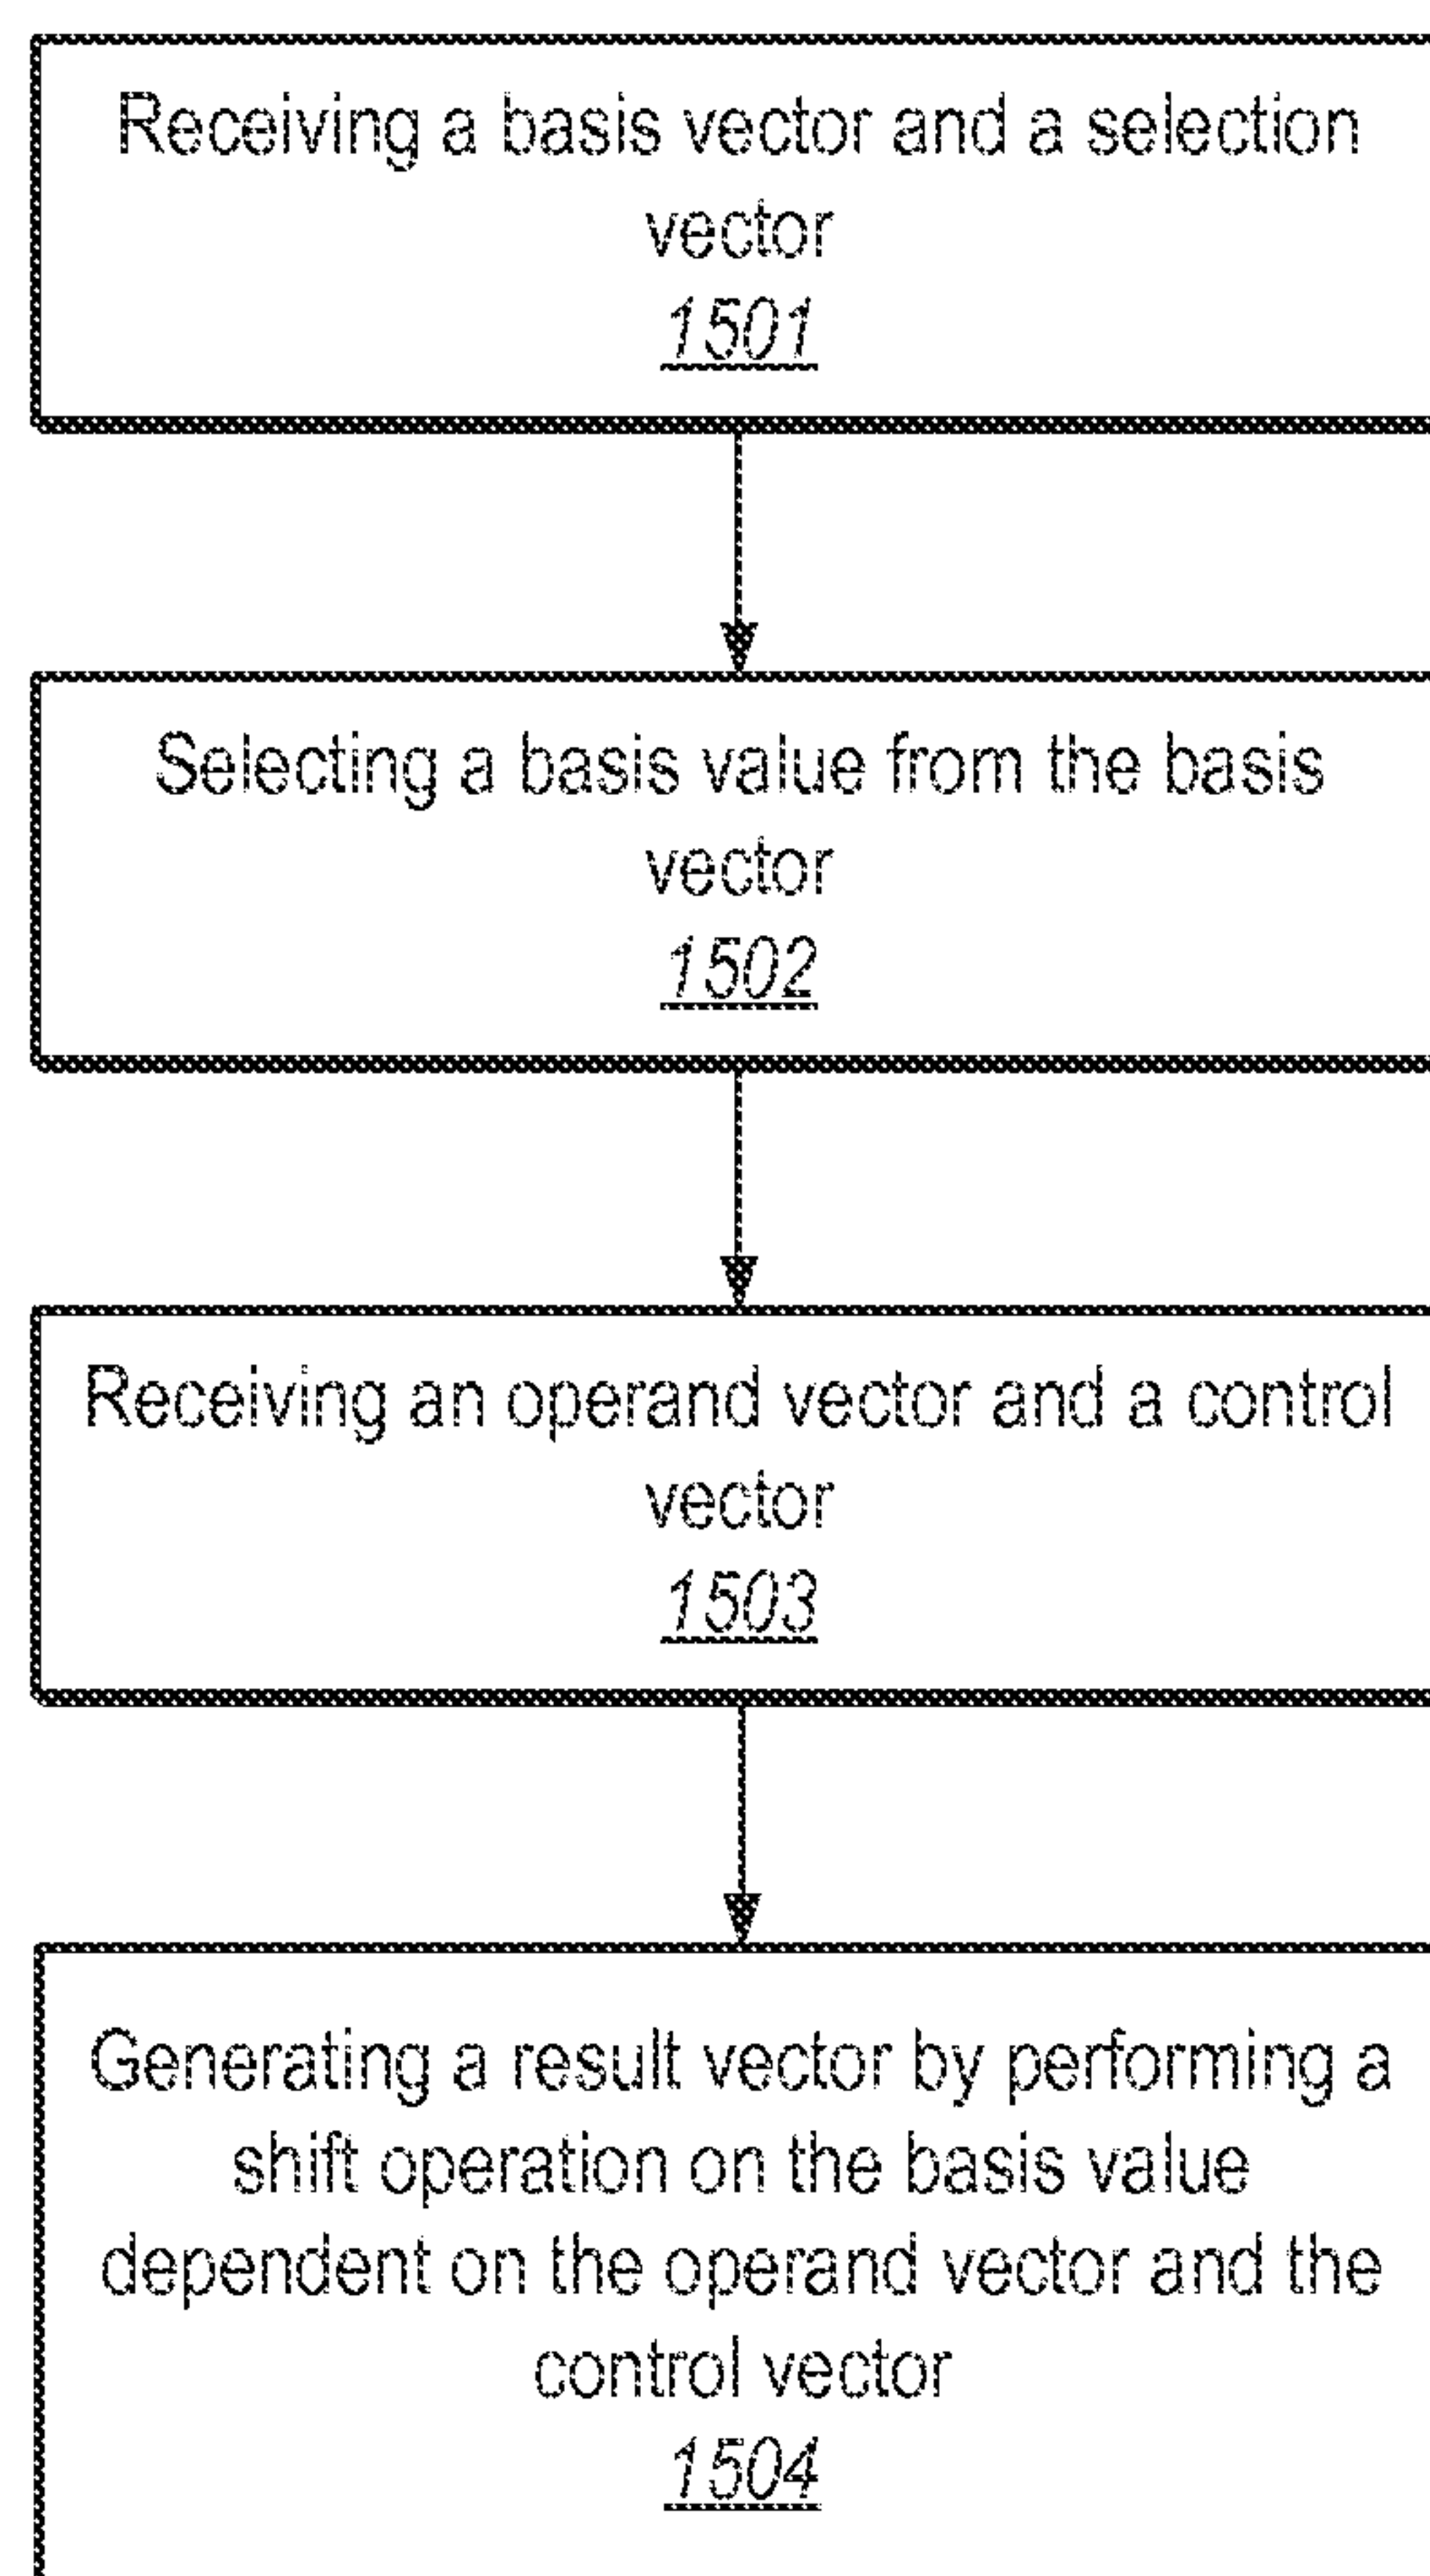 Receiving a basis vector and a selection
vector
1501
Selecting a basis value from the basis
vector
1502
Receiving an operand vector and a control
vector
1503
Generating a result vector by performing a
shift operation on the basis value
dependent on the operand vector and the
control vector
1504